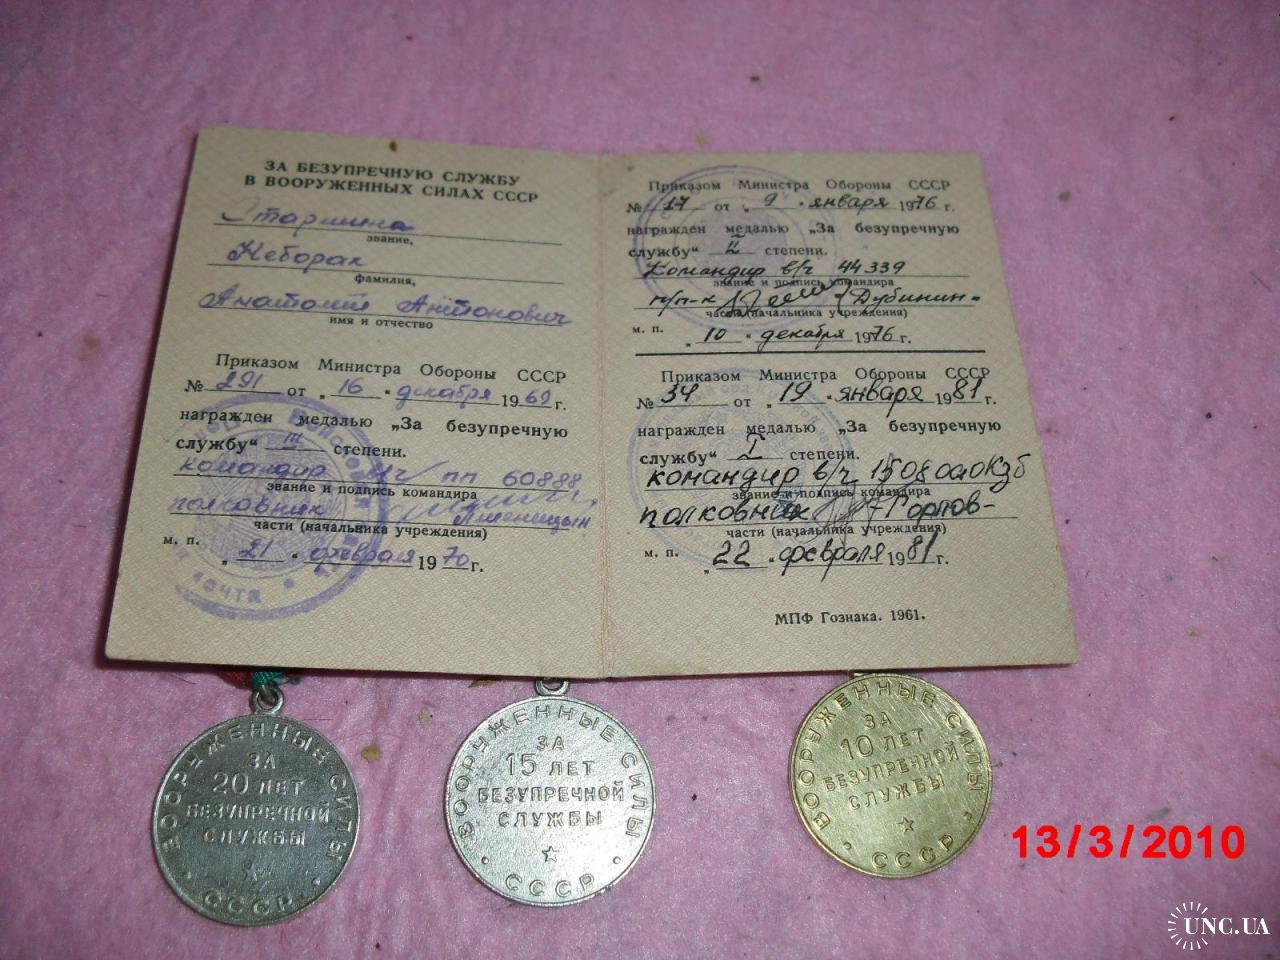 ЗА БЕЗУПРЕЧНУЮ СЛУЖБУ
В ВООРУЖЕННЫХ СИЛАХ СССР
Старшина
звание,
Неборак
фамилия,
Анатолий Антонович
имя и отчество
Приказом Министра Обороны СССР
№ 291 от „16" декабря 1969 г.
награжден медалью „За безупречную
службу" III степени.
командир в/ч пп 60888
звание и подпись командира
полковник Пшеницын
части (начальника учреждения)
м. п.
„21" февраля 1970 г.
Приказом Министра Обороны СССР
№ 17 от „9" января 1976 г.
награжден медалью „За безупречную
службу" II степени.
Командир в/ч 44339
звание и подпись командира
п/п-к Дубинин-
части (начальника учреждения)
м. п.
„10" декабря 1976 г.
Приказом Министра Обороны СССР
№ 34 от „19" января 1981 г.
награжден медалью „За безупречную
службу" I степени.
командир в/ч 1508
звание и подпись командира
полковник Горлов-
части (начальника учреждения)
м. п.
„22" февраля 1981 г.
МПФ Гознака. 1961.
ВООРУЖЕННЫЕ СИЛЫ
ЗА
20 ЛЕТ
БЕЗУПРЕЧНОЙ
СЛУЖБЫ
СССР
ВООРУЖЕННЫЕ СИЛЫ
ЗА
15 ЛЕТ
БЕЗУПРЕЧНОЙ
СЛУЖБЫ
СССР
ВООРУЖЕННЫЕ СИЛЫ
ЗА
10 ЛЕТ
БЕЗУПРЕЧНОЙ
СЛУЖБЫ
СССР
13/3/2010
UNC.UA